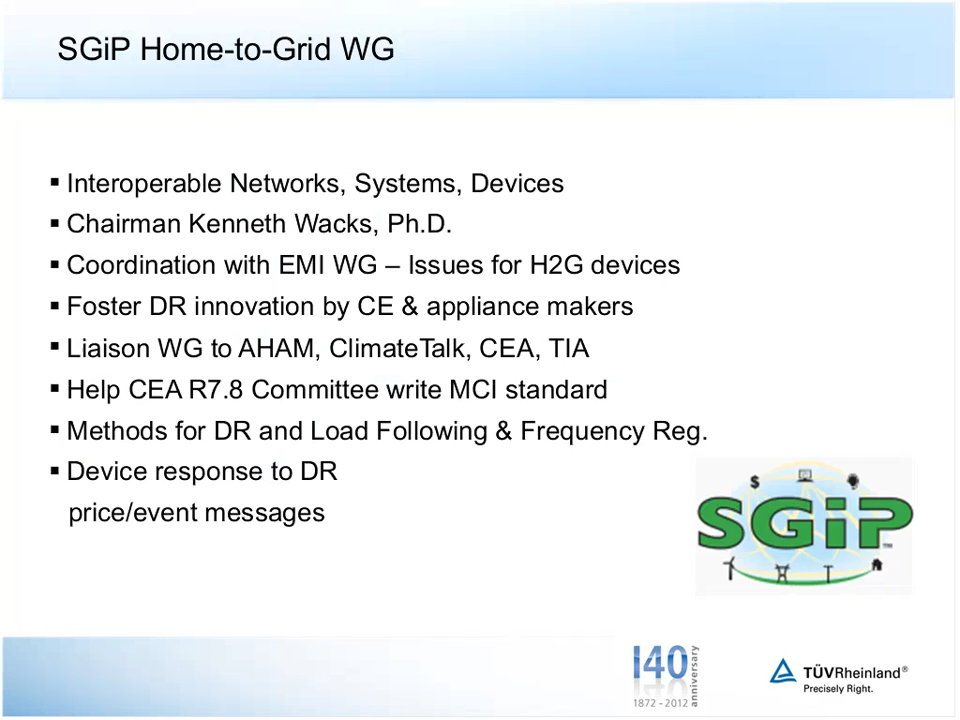 SGiP Home-to-Grid WG
▪ Interoperable Networks, Systems, Devices
▪ Chairman Kenneth Wacks, Ph.D.
▪ Coordination with EMI WG – Issues for H2G devices
▪ Foster DR innovation by CE & appliance makers
▪ Liaison WG to AHAM, ClimateTalk, CEA, TIA
▪ Help CEA R7.8 Committee write MCI standard
▪ Methods for DR and Load Following & Frequency Reg.
▪ Device response to DR
price/event messages
$
SGiP™
140
anniversary
1872 - 2012
TÜVRheinland®
Precisely Right.